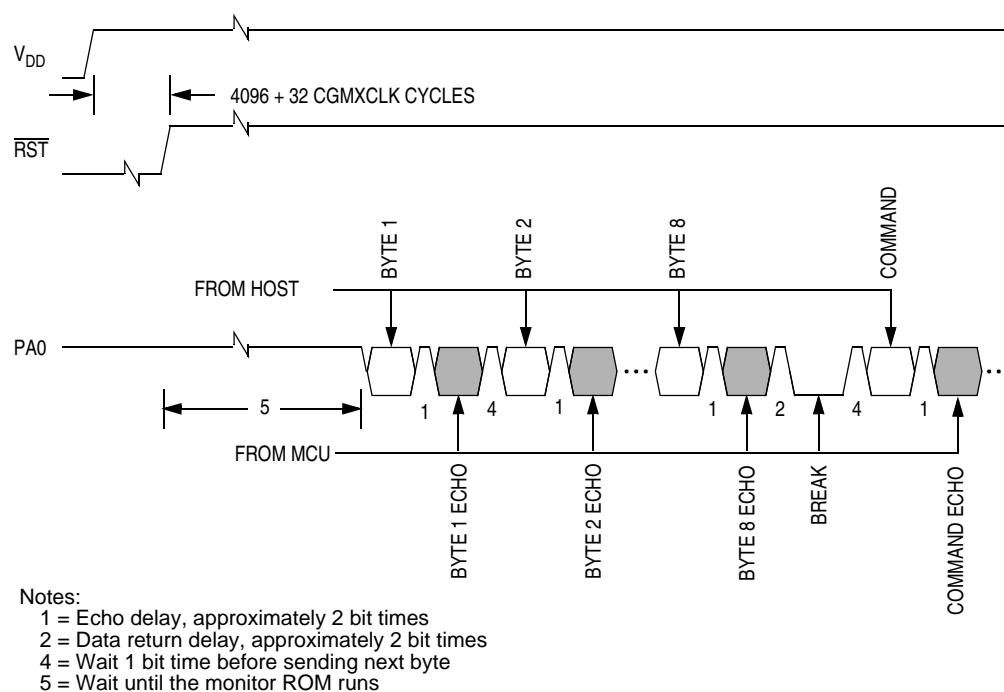 VDD
4096 + 32 CGMXCLK CYCLES
RST
BYTE 1
BYTE 2
BYTE 8
COMMAND
FROM HOST
PA0
5
1
4
1
1
2
4
1
FROM MCU
BYTE 1 ECHO
BYTE 2 ECHO
BYTE 8 ECHO
BREAK
COMMAND ECHO
Notes:
1 = Echo delay, approximately 2 bit times
2 = Data return delay, approximately 2 bit times
4 = Wait 1 bit time before sending next byte
5 = Wait until the monitor ROM runs